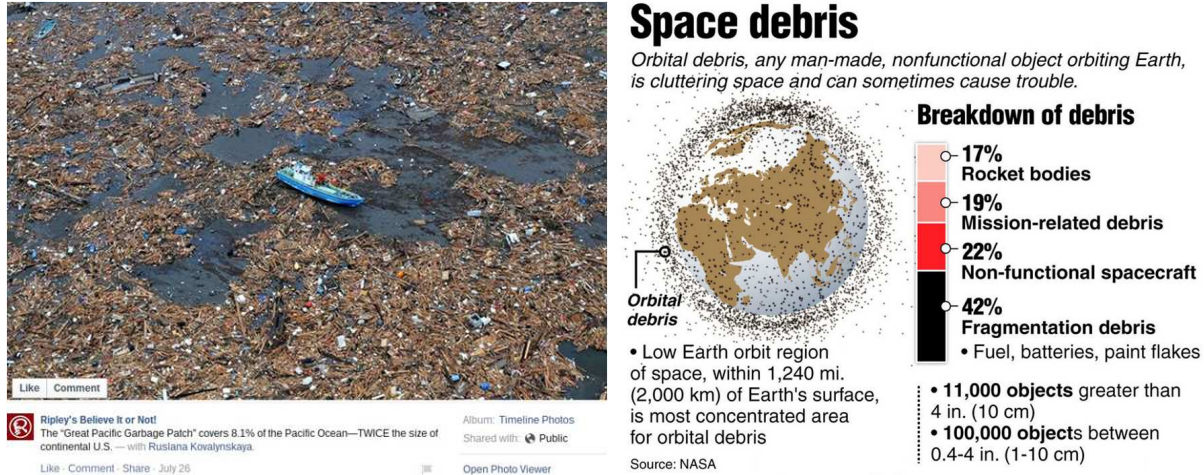 Like Comment
Ripley's Believe It or Not!
The "Great Pacific Garbage Patch" covers 8.1% of the Pacific Ocean—TWICE the size of
continental U.S. — with Ruslana Kovalynskaya.
Like · Comment · Share · July 26
Album: Timeline Photos
Shared with: Public
Open Photo Viewer
Space debris
Orbital debris, any man-made, nonfunctional object orbiting Earth,
is cluttering space and can sometimes cause trouble.
Orbital
debris
• Low Earth orbit region
of space, within 1,240 mi.
(2,000 km) of Earth's surface,
is most concentrated area
for orbital debris
Source: NASA
Breakdown of debris
17%
Rocket bodies
19%
Mission-related debris
22%
Non-functional spacecraft
42%
Fragmentation debris
• Fuel, batteries, paint flakes
• 11,000 objects greater than
4 in. (10 cm)
• 100,000 objects between
0.4-4 in. (1-10 cm)